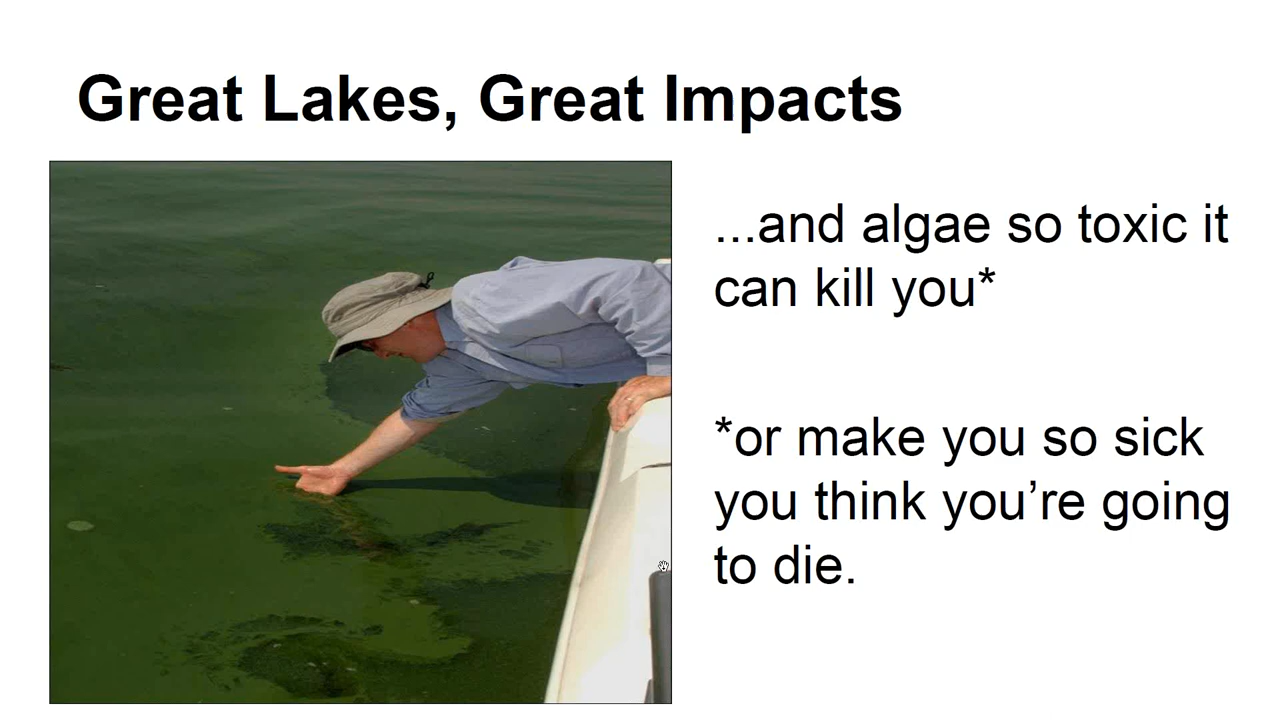 Great Lakes, Great Impacts
...and algae so toxic it
can kill you*
*or make you so sick
you think you’re going
to die.